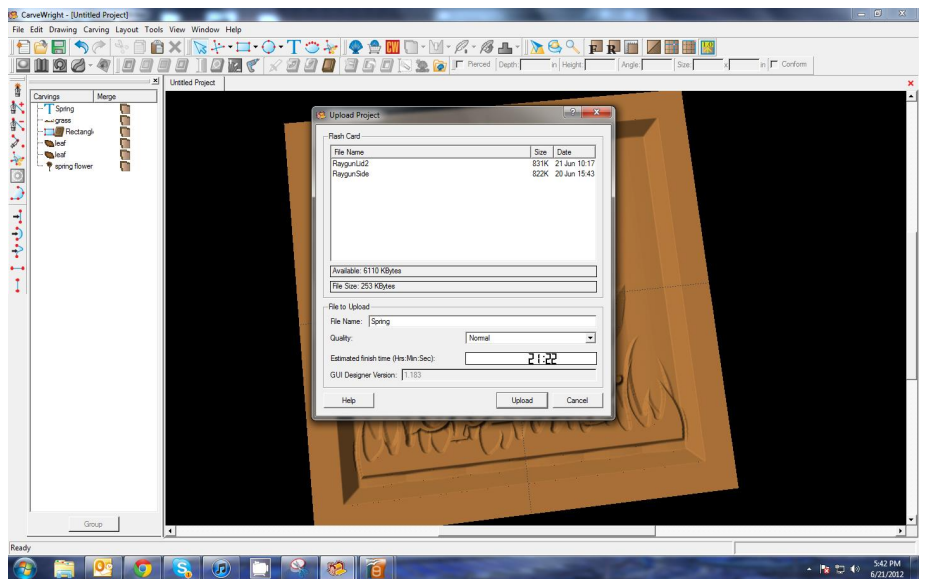 CarveWright - [Untitled Project]
File Edit Drawing Carving Layout Tools View Window Help
CW
F R
Pierced Depth: in Height: Angle: Size: x in Conform
Untitled Project
Carvings Merge
Spring
grass
Rectangl
leaf
leaf
spring flower
Group
Upload Project
Flash Card
File Name Size Date
RaygunLid2 831K 21 Jun 10:17
RaygunSide 822K 20 Jun 15:43
Available: 6110 KBytes
File Size: 253 KBytes
File to Upload
File Name: Spring
Quality: Normal
Estimated finish time (Hrs:Min:Sec): 21:22
GUI Designer Version: 1.183
Help Upload Cancel
Ready
5:42 PM
6/21/2012